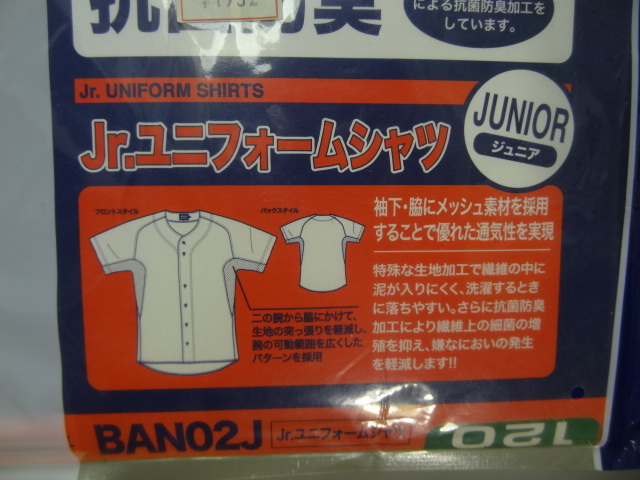 抗菌防臭
による抗菌防臭加工を
しています。
Jr. UNIFORM SHIRTS
JUNIOR
ジュニア
Jr.ユニフォームシャツ
フロントスタイル
バックスタイル
二の腕から脇にかけて、
生地の突っ張りを軽減し、
腕の可動範囲を広くした
パターンを採用
袖下・脇にメッシュ素材を採用
することで優れた通気性を実現
特殊な生地加工で繊維の中に
泥が入りにくく、洗濯するとき
に落ちやすい。さらに抗菌防臭
加工により繊維上の細菌の増
殖を抑え、嫌なにおいの発生
を軽減します!!
BAN02J
Jr.ユニフォームシャツ
120